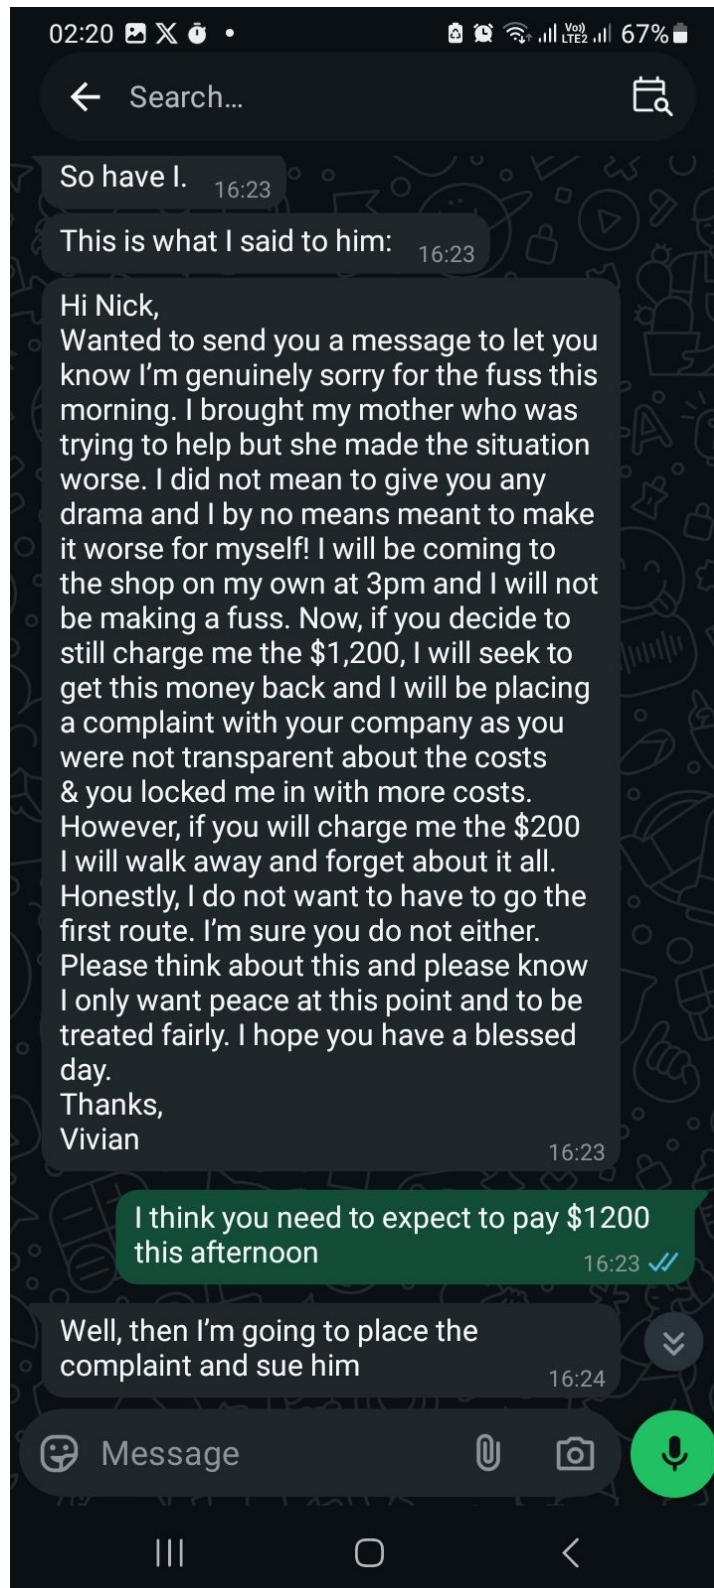 02:20
Vo))
LTE2
67%
Search...
So have I. 16:23
This is what I said to him: 16:23
Hi Nick,
Wanted to send you a message to let you
know I'm genuinely sorry for the fuss this
morning. I brought my mother who was
trying to help but she made the situation
worse. I did not mean to give you any
drama and I by no means meant to make
it worse for myself! I will be coming to
the shop on my own at 3pm and I will not
be making a fuss. Now, if you decide to
still charge me the $1,200, I will seek to
get this money back and I will be placing
a complaint with your company as you
were not transparent about the costs
& you locked me in with more costs.
However, if you will charge me the $200
I will walk away and forget about it all.
Honestly, I do not want to have to go the
first route. I'm sure you do not either.
Please think about this and please know
I only want peace at this point and to be
treated fairly. I hope you have a blessed
day.
Thanks,
Vivian
16:23
I think you need to expect to pay $1200
this afternoon 16:23
Well, then I'm going to place the
complaint and sue him 16:24
Message